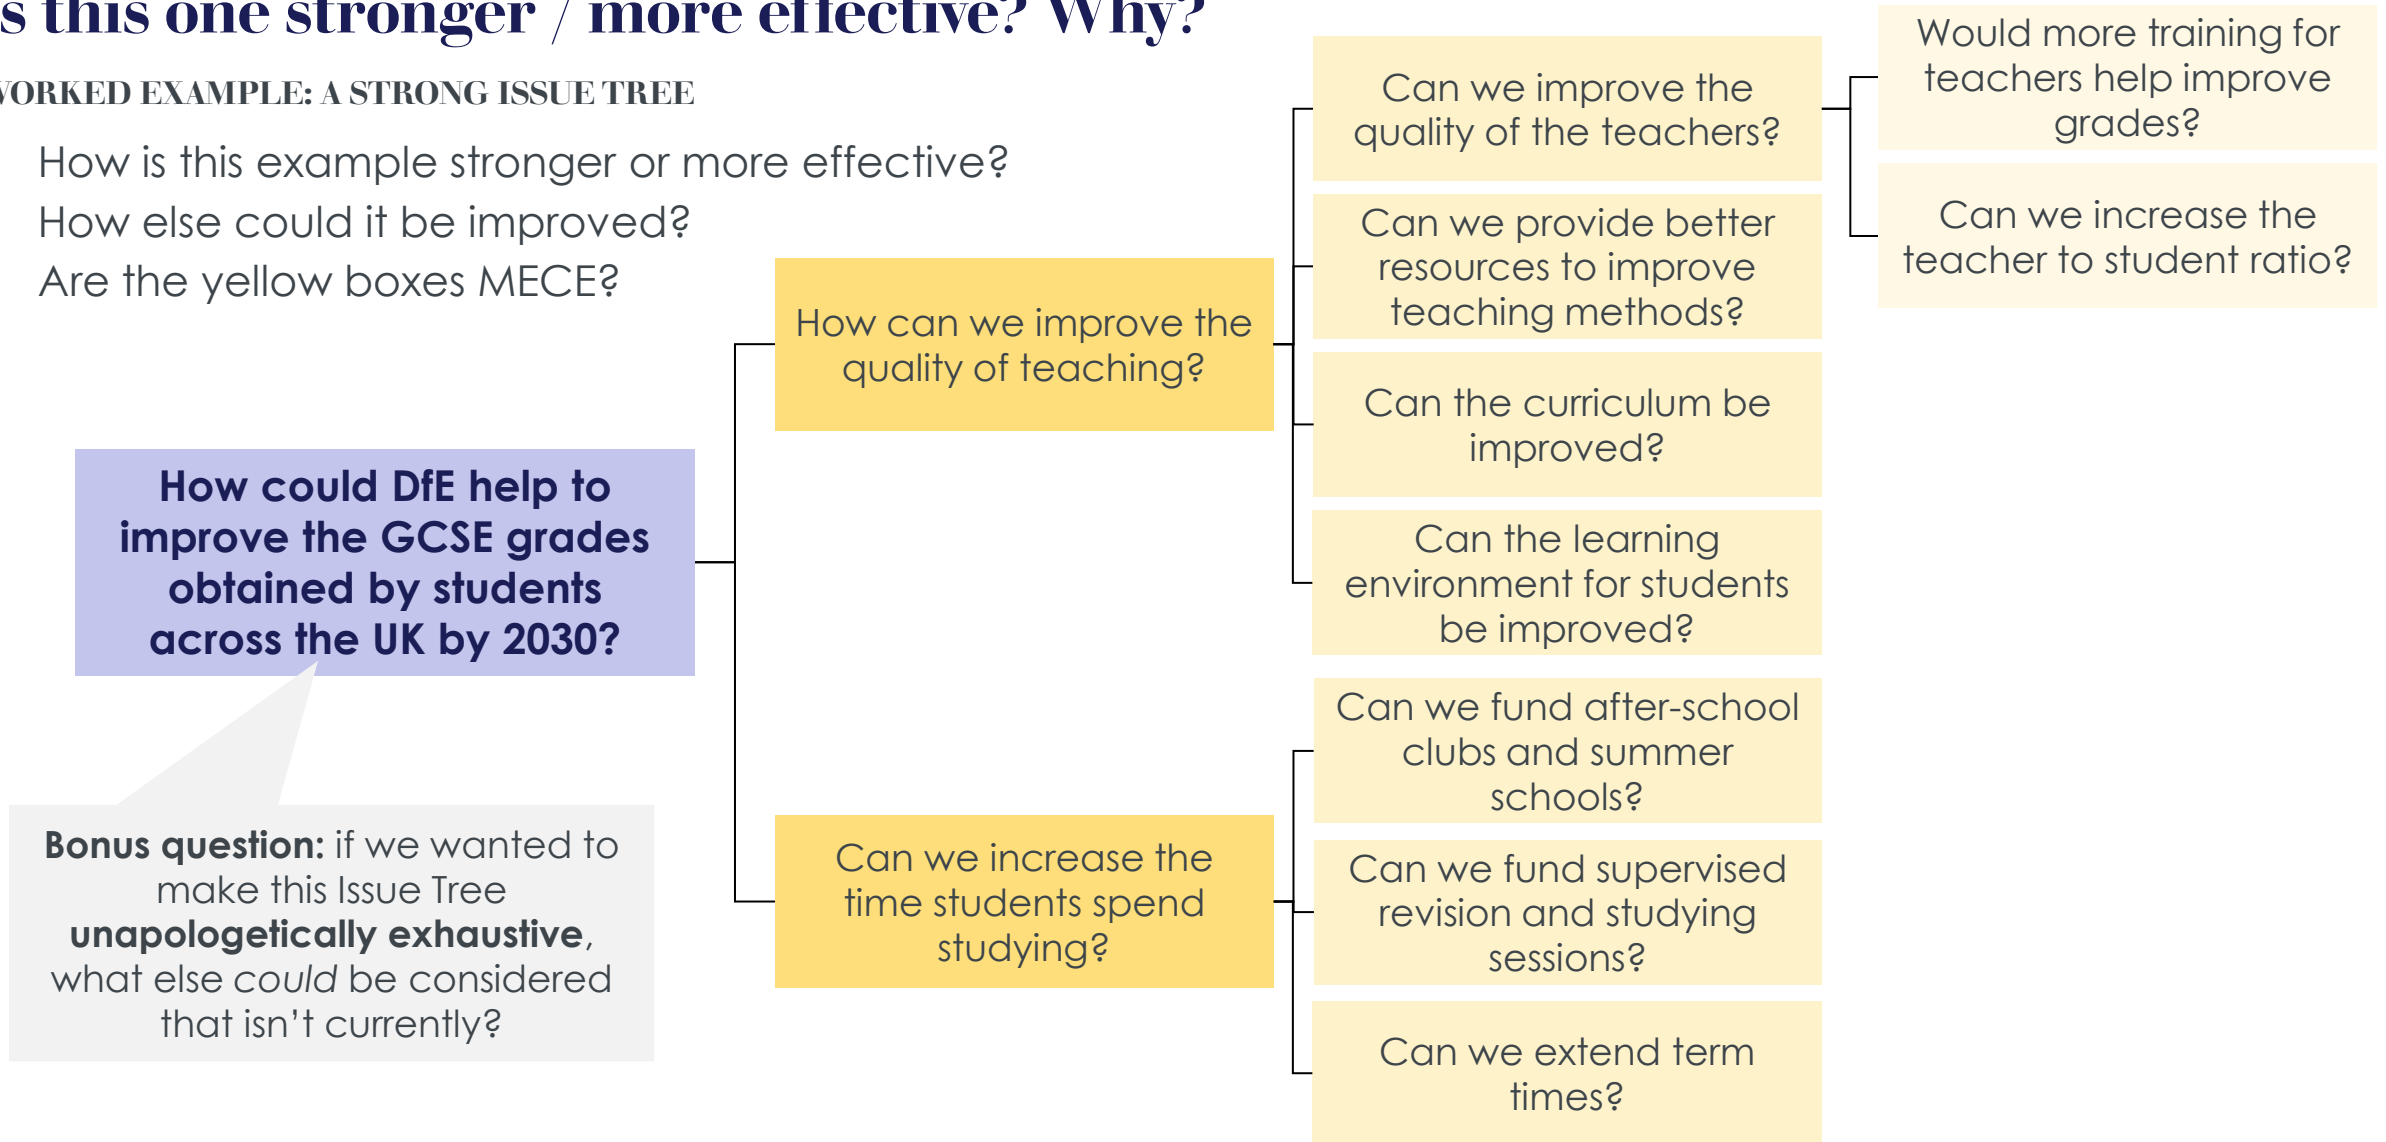 s this one stronger / more effective? Why?
WORKED EXAMPLE: A STRONG ISSUE TREE
How is this example stronger or more effective?
How else could it be improved?
Are the yellow boxes MECE?
How could DfE help to
improve the GCSE grades
obtained by students
across the UK by 2030?
Bonus question: if we wanted to
make this Issue Tree
unapologetically exhaustive,
what else could be considered
that isn't currently?
How can we improve the
quality of teaching?
Can we increase the
time students spend
studying?
Can we improve the
quality of the teachers?
Can we provide better
resources to improve
teaching methods?
Can the curriculum be
improved?
Can the learning
environment for students
be improved?
Can we fund after-school
clubs and summer
schools?
Can we fund supervised
revision and studying
sessions?
Can we extend term
times?
Would more training for
teachers help improve
grades?
Can we increase the
teacher to student ratio?